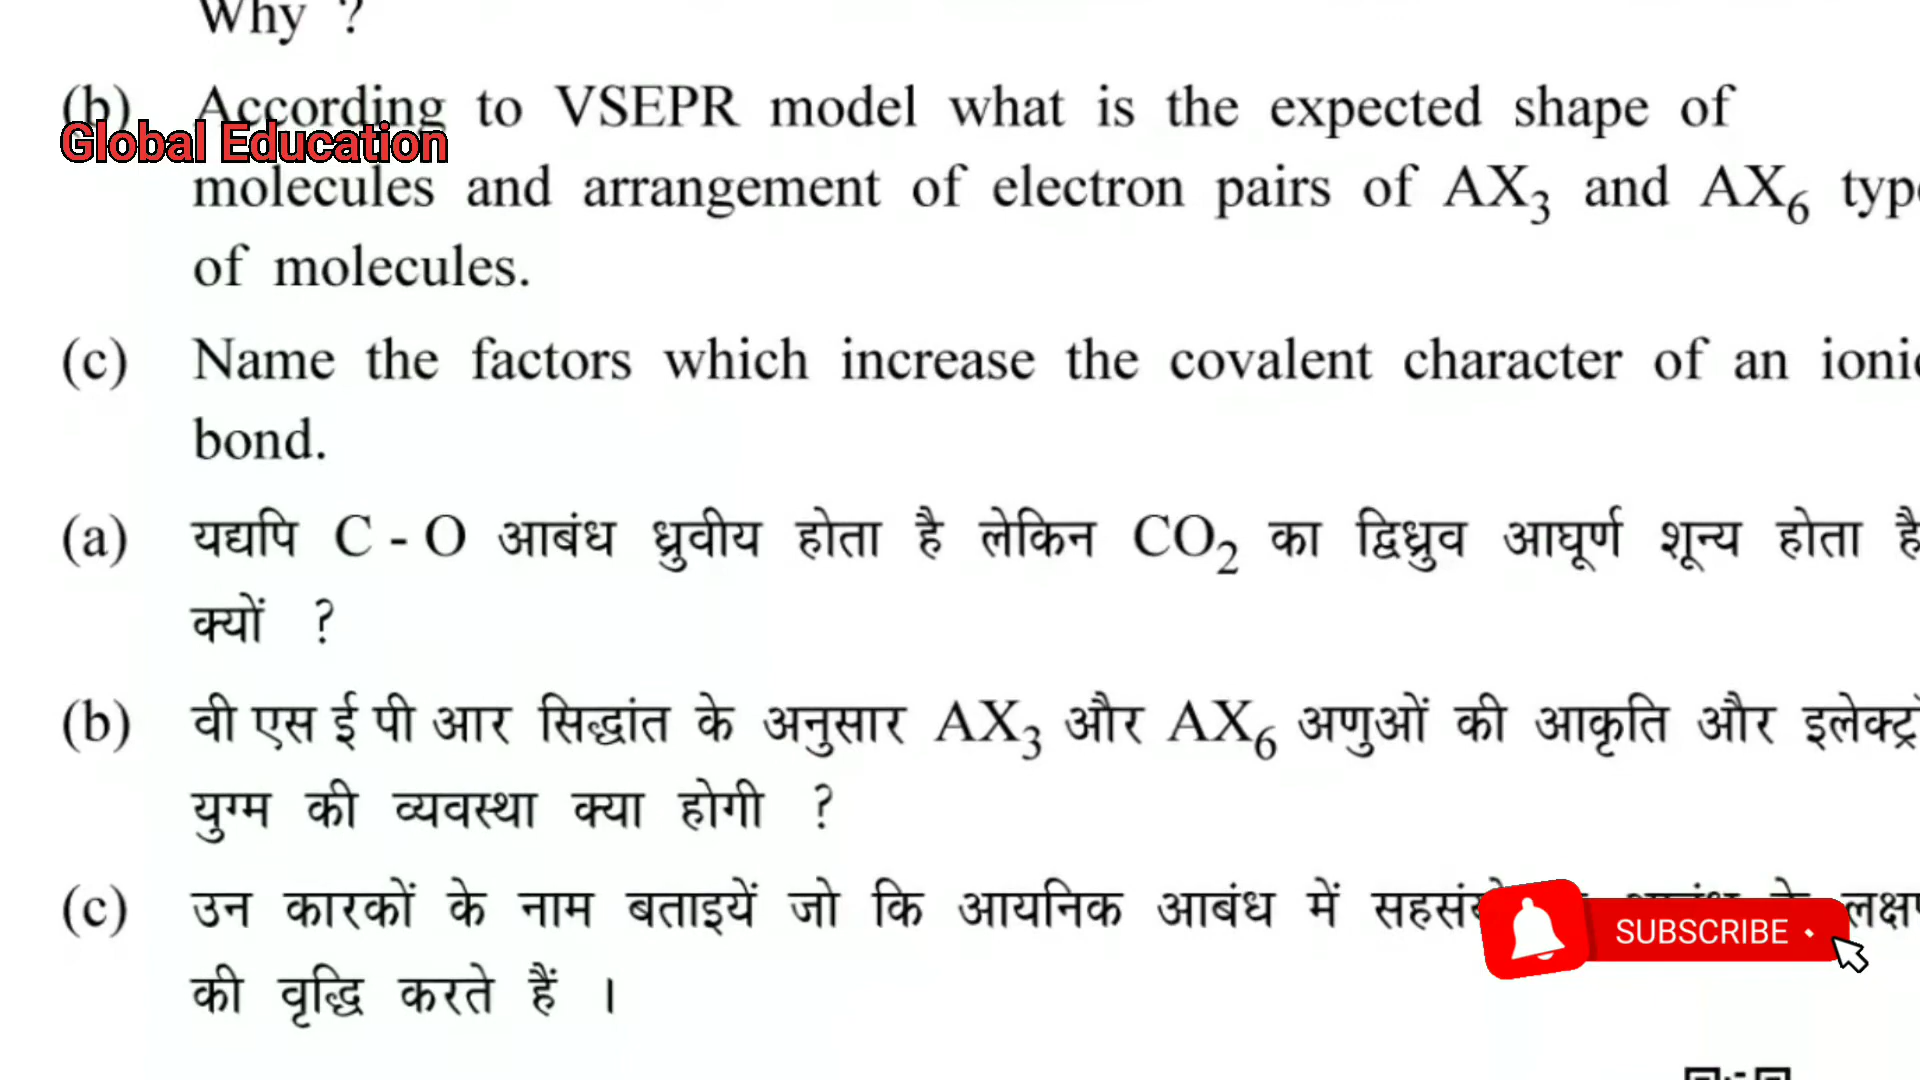 Why ?
(b) According to VSEPR model what is the expected shape of
Global Education
molecules and arrangement of electron pairs of AX3 and AX6 typ
of molecules.
(c) Name the factors which increase the covalent character of an ioni
bond.
(a) यद्यपि C - O आबंध ध्रुवीय होता है लेकिन CO2 का द्विध्रुव आघूर्ण शून्य होता है
क्यों ?
(b) वी एस ई पी आर सिद्धांत के अनुसार AX3 और AX6 अणुओं की आकृति और
युग्म की व्यवस्था क्या होगी ?
(c) उन कारकों के नाम बताइयें जो कि आयनिक आबंध में
SUBSCRIBE
की वृद्धि करते हैं ।